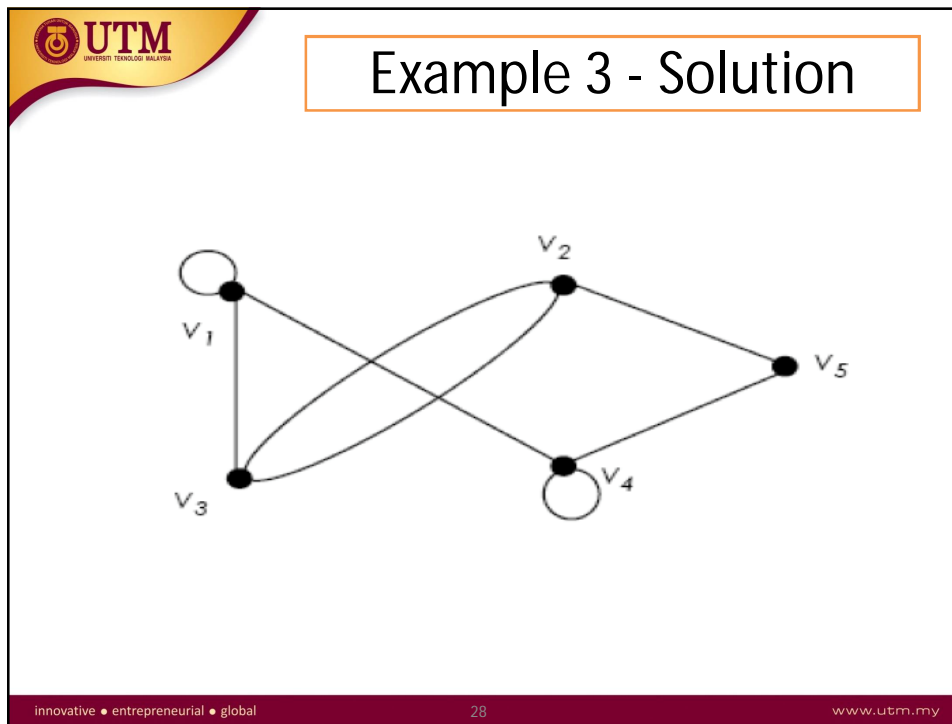 UTM
UNIVERSITI TEKNOLOGI MALAYSIA
Example 3 - Solution
V2
V1
V5
V4
V3
innovative ● entrepreneurial ● global
28
www.utm.my